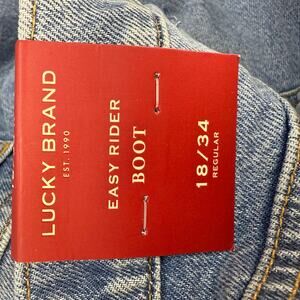 LUCKY BRAND
EST. 1990
EASY RIDER
BOOT
18/34
REGULAR